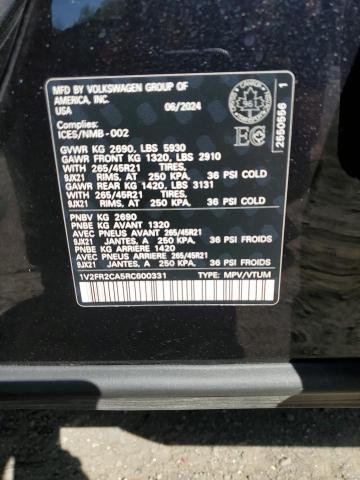 MFD/BY VOLKSWAGEN GROUP OF
AMERICA, INC.
USA 06/2024
Complies:
ICES/NMB-002
GVWR KG 2690, LBS 5930
GAWR FRONT KG 1320, LBS 2910
WITH 265/45R21 TIRES,
9JX21 RIMS, AT 250 KPA, 36 PSI COLD
GAWR REAR KG 1420, LBS 3131
WITH 265/45R21 TIRES,
9JX21 RIMS, AT 250 KPA, 36 PSI COLD
PNBV KG 2690
PNBE KG AVANT 1320
AVEC PNEUS AVANT 265/45R21
9JX21 JANTES, A 250 KPA, 36 PSI FROIDS
PNBE KG ARRIERE 1420
AVEC PNEUS ARRIERE 265/45R21
9JX21 JANTES, A 250 KPA, 36 PSI FROIDS
1V2FR2CA5RC600331 TYPE: MPV/VTUM
961
EC
2550556 1